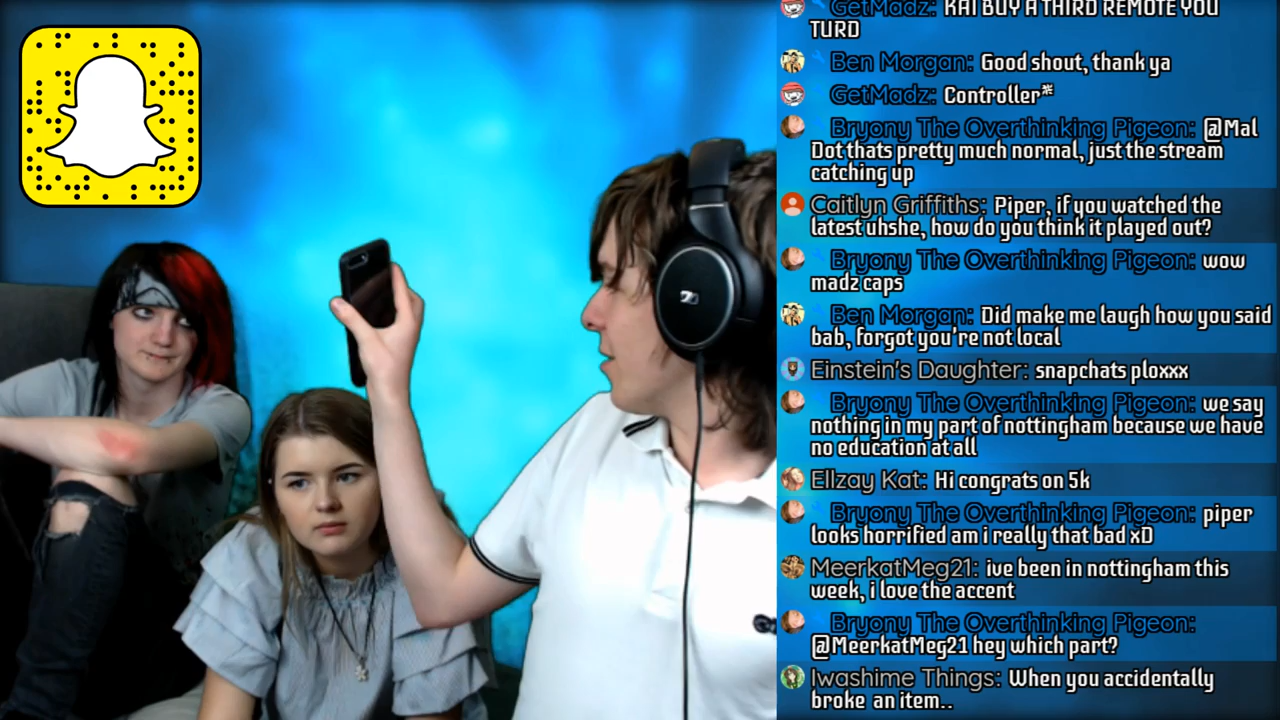 GetMadz: KAI BUY A THIRD REMOTE YOU
TURD
Ben Morgan: Good shout, thank ya
GetMadz: Controller*
Bryony The Overthinking Pigeon: @Mal
Dot thats pretty much normal, just the stream
catching up
Caitlyn Griffiths: Piper, if you watched the
latest uhshe, how do you think it played out?
Bryony The Overthinking Pigeon: wow
madz caps
Ben Morgan: Did make me laugh how you said
bab, forgot you're not local
Einstein's Daughter: snapchats ploxxx
Bryony The Overthinking Pigeon: we say
nothing in my part of nottingham because we have
no education at all
Ellzay Kat: Hi congrats on 5k
Bryony The Overthinking Pigeon: piper
looks horrified am i really that bad xD
MeerkatMeg21: ive been in nottingham this
week, i love the accent
Bryony The Overthinking Pigeon:
@MeerkatMeg21 hey which part?
Iwashime Things: When you accidentally
broke an item..